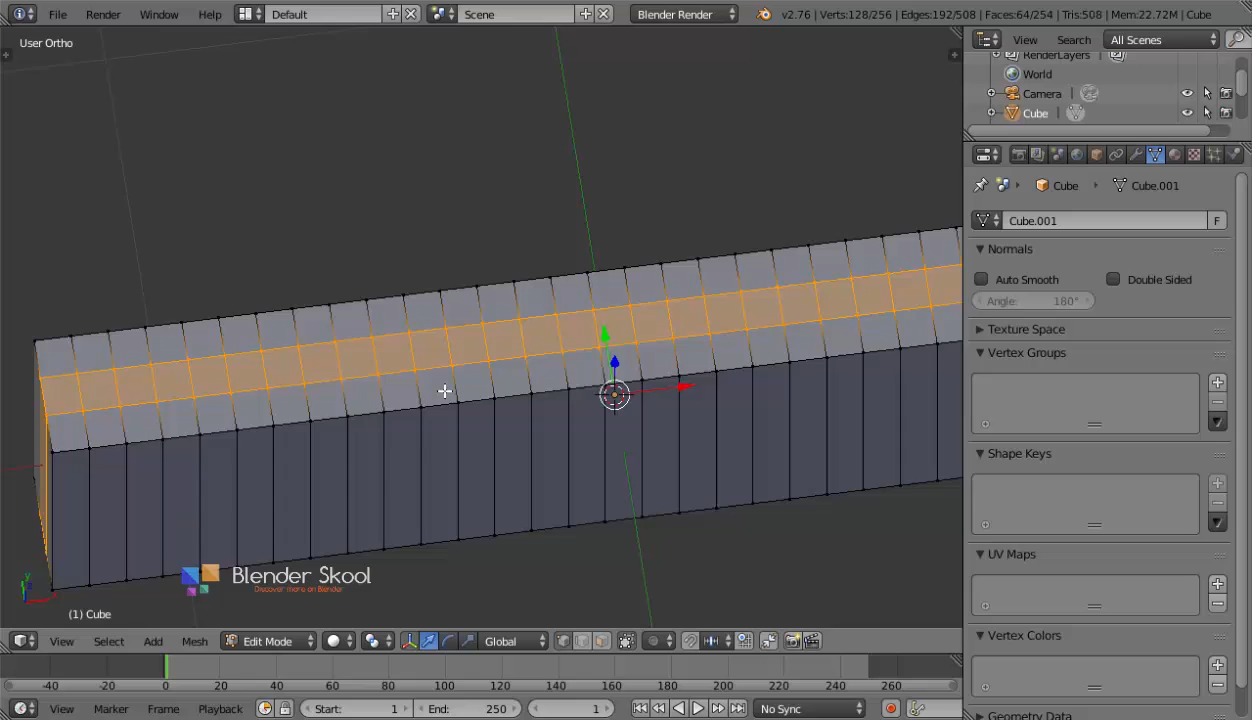 File Render Window Help Default Scene Blender Render v2.76 | Verts:128/256 | Edges:192/508 | Faces:64/254 | Tris:508 | Mem:22.72M | Cube
User Ortho
View Search All Scenes
RenderLayers
World
Camera
Cube
Cube Cube.001
Cube.001 F
Normals
Auto Smooth Double Sided
Angle: 180°
Texture Space
Vertex Groups
Shape Keys
UV Maps
Blender Skool
Discover more on Blender
(1) Cube
Vertex Colors
View Select Add Mesh Edit Mode Global
-40 -20 0 20 40 60 80 100 120 140 160 180 200 220 240 260
View Marker Frame Playback Start: 1 End: 250 1 No Sync
Geometry Data